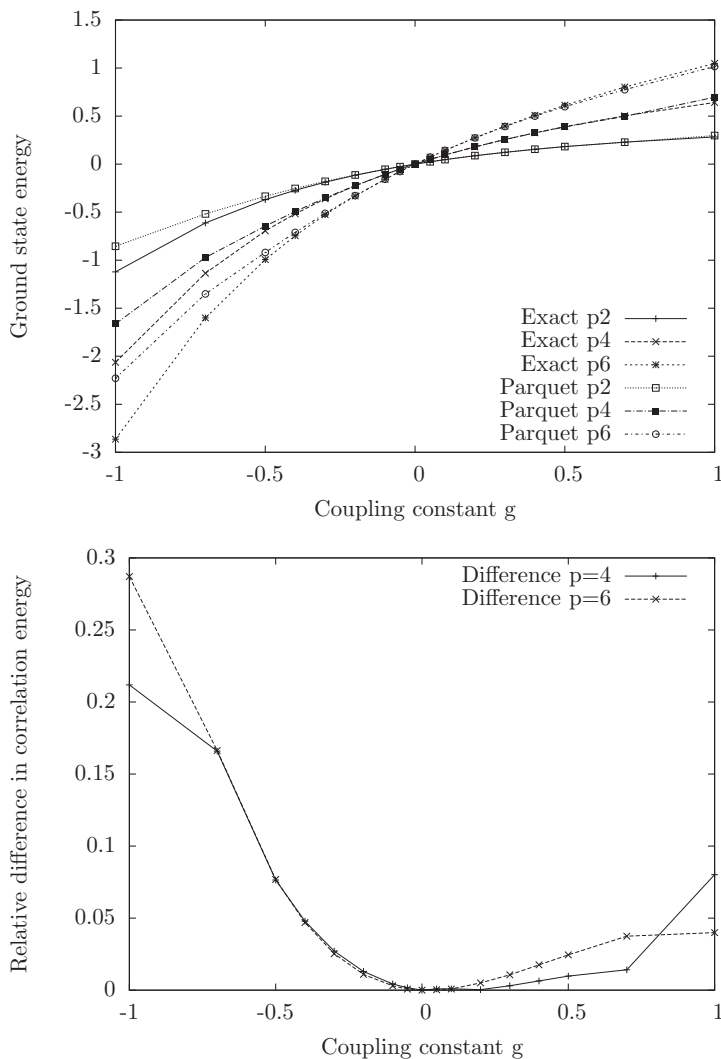 1
0.5
0
-0.5
-1
-1.5
-2
-2.5
-3
Ground state energy
Exact p2
Exact p4
Exact p6
Parquet p2
Parquet p4
Parquet p6
-1 -0.5 0 0.5 1
Coupling constant g
0.3
0.25
0.2
0.15
0.1
0.05
0
Relative difference in correlation energy
Difference p=4
Difference p=6
-1 -0.5 0 0.5 1
Coupling constant g